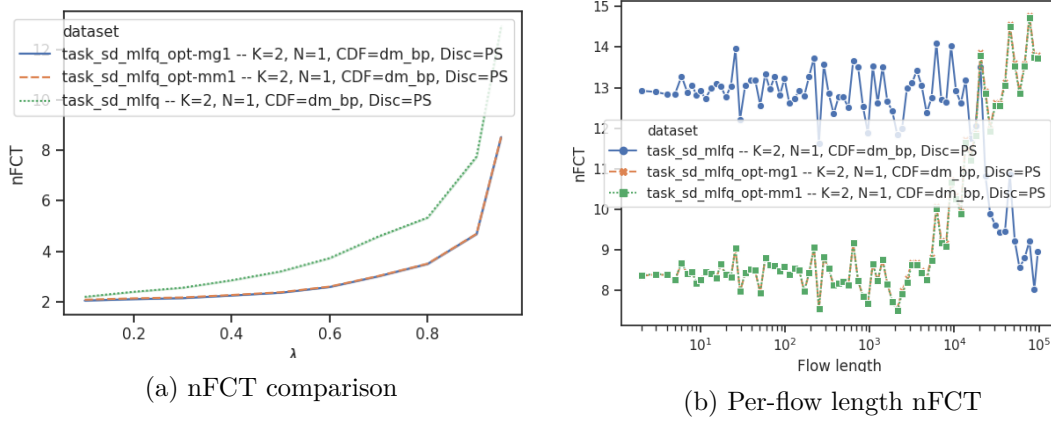 dataset
task_sd_mlfq_opt-mg1 -- K=2, N=1, CDF=dm_bp, Disc=PS
task_sd_mlfq_opt-mm1 -- K=2, N=1, CDF=dm_bp, Disc=PS
task_sd_mlfq -- K=2, N=1, CDF=dm_bp, Disc=PS
12
10
8
6
4
2
nFCT
0.2 0.4 0.6 0.8
λ
(a) nFCT comparison
15
14
13
12
11
10
9
8
nFCT
dataset
task_sd_mlfq -- K=2, N=1, CDF=dm_bp, Disc=PS
task_sd_mlfq_opt-mg1 -- K=2, N=1, CDF=dm_bp, Disc=PS
task_sd_mlfq_opt-mm1 -- K=2, N=1, CDF=dm_bp, Disc=PS
10¹ 10² 10³ 10⁴ 10⁵
Flow length
(b) Per-flow length nFCT